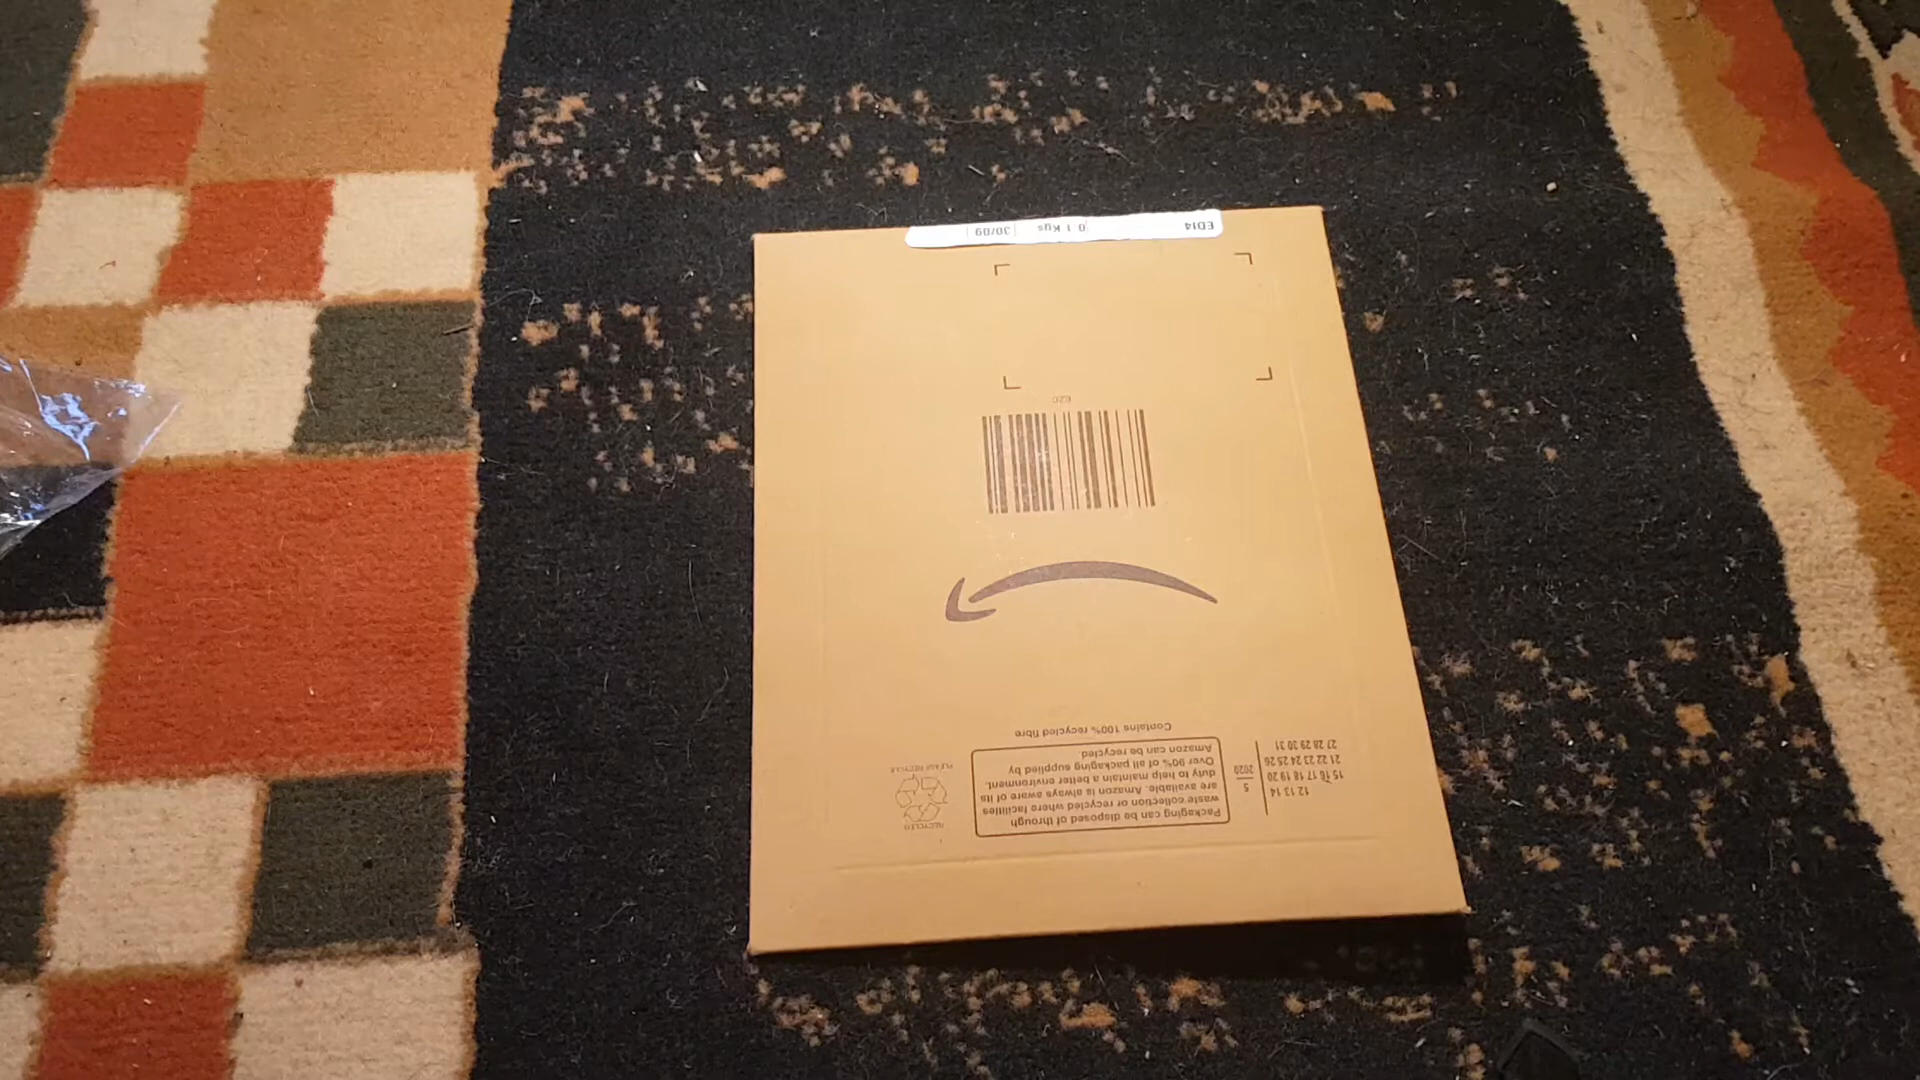 ED14 0.1 Kgs 30/09
EZC
Contains 100% recycled fibre
Packaging can be disposed of through
waste collection or recycled where facilities
are available. Amazon is always aware of its
duty to help maintain a better environment.
Over 90% of all packaging supplied by
Amazon can be recycled.
RECYCLED
PLEASE RECYCLE
5
2020
12 13 14
15 16 17 18 19 20
21 22 23 24 25 26
27 28 29 30 31